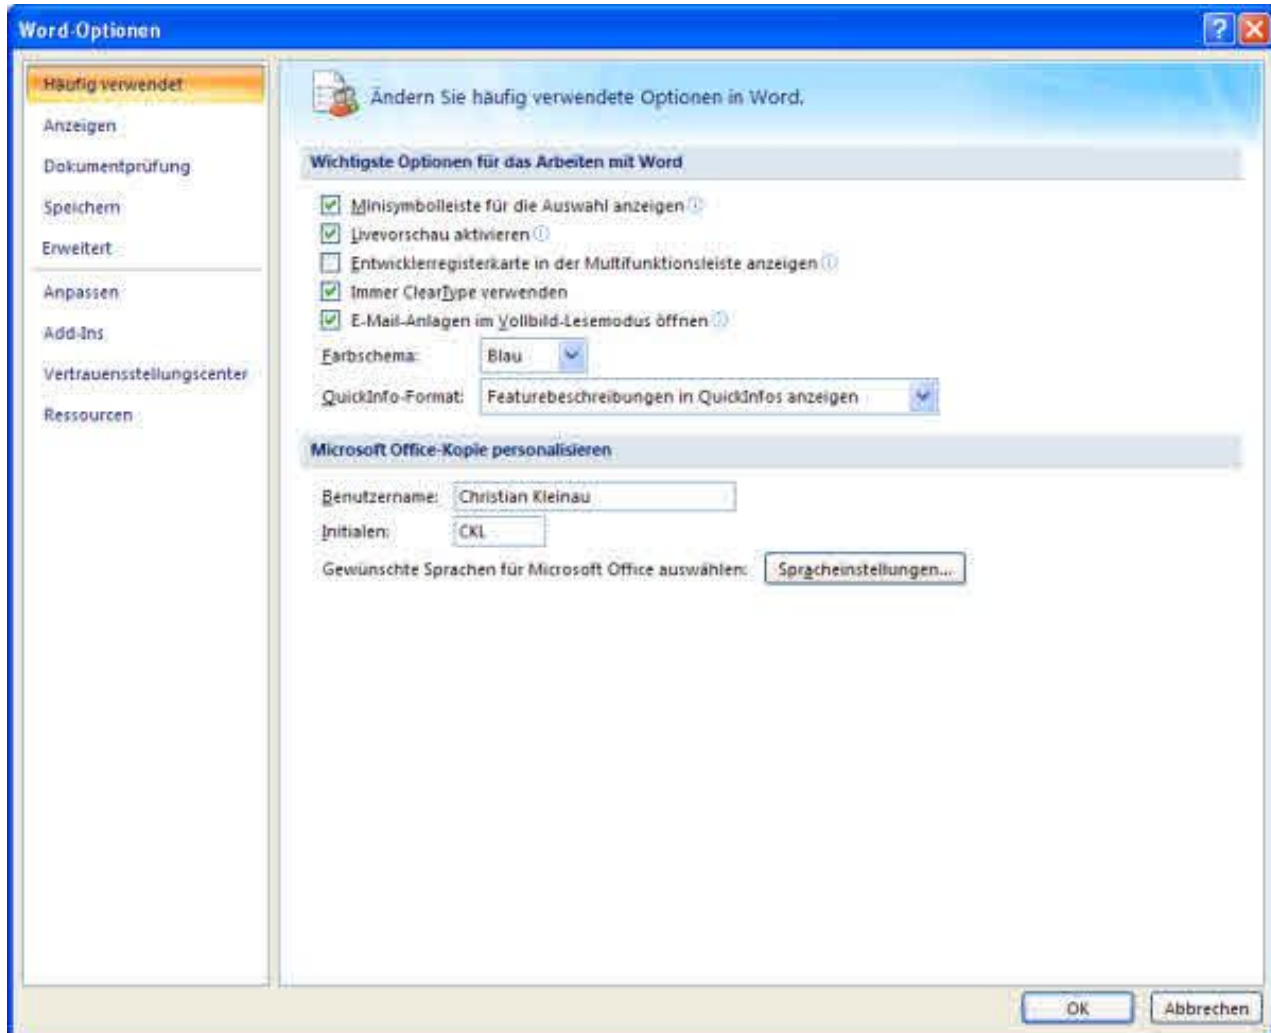 Word-Optionen
Häufig verwendet
Anzeigen
Dokumentprüfung
Speichern
Erweitert
Anpassen
Add-Ins
Vertrauensstellungscenter
Ressourcen
Ändern Sie häufig verwendete Optionen in Word.
Wichtigste Optionen für das Arbeiten mit Word
Minisymbolleiste für die Auswahl anzeigen
Livevorschau aktivieren
Entwicklerregisterkarte in der Multifunktionsleiste anzeigen
Immer ClearType verwenden
E-Mail-Anlagen im Vollbild-Lesemodus öffnen
Farbschema: Blau
QuickInfo-Format: Featurebeschreibungen in QuickInfos anzeigen
Microsoft Office-Kopie personalisieren
Benutzername: Christian Kleinau
Initialen: CKL
Gewünschte Sprachen für Microsoft Office auswählen: Spracheinstellungen...
OK Abbrechen